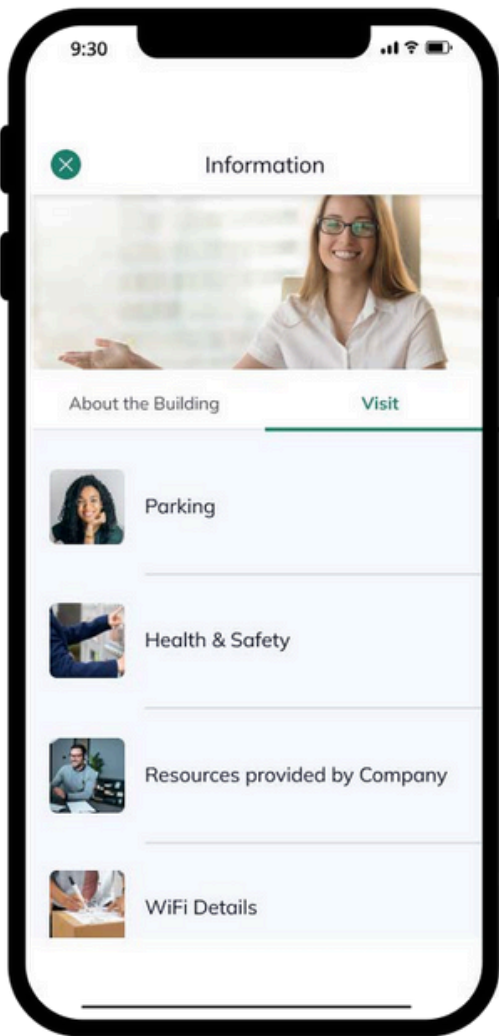 9:30
Information
About the Building
Visit
Parking
Health & Safety
Resources provided by Company
WiFi Details